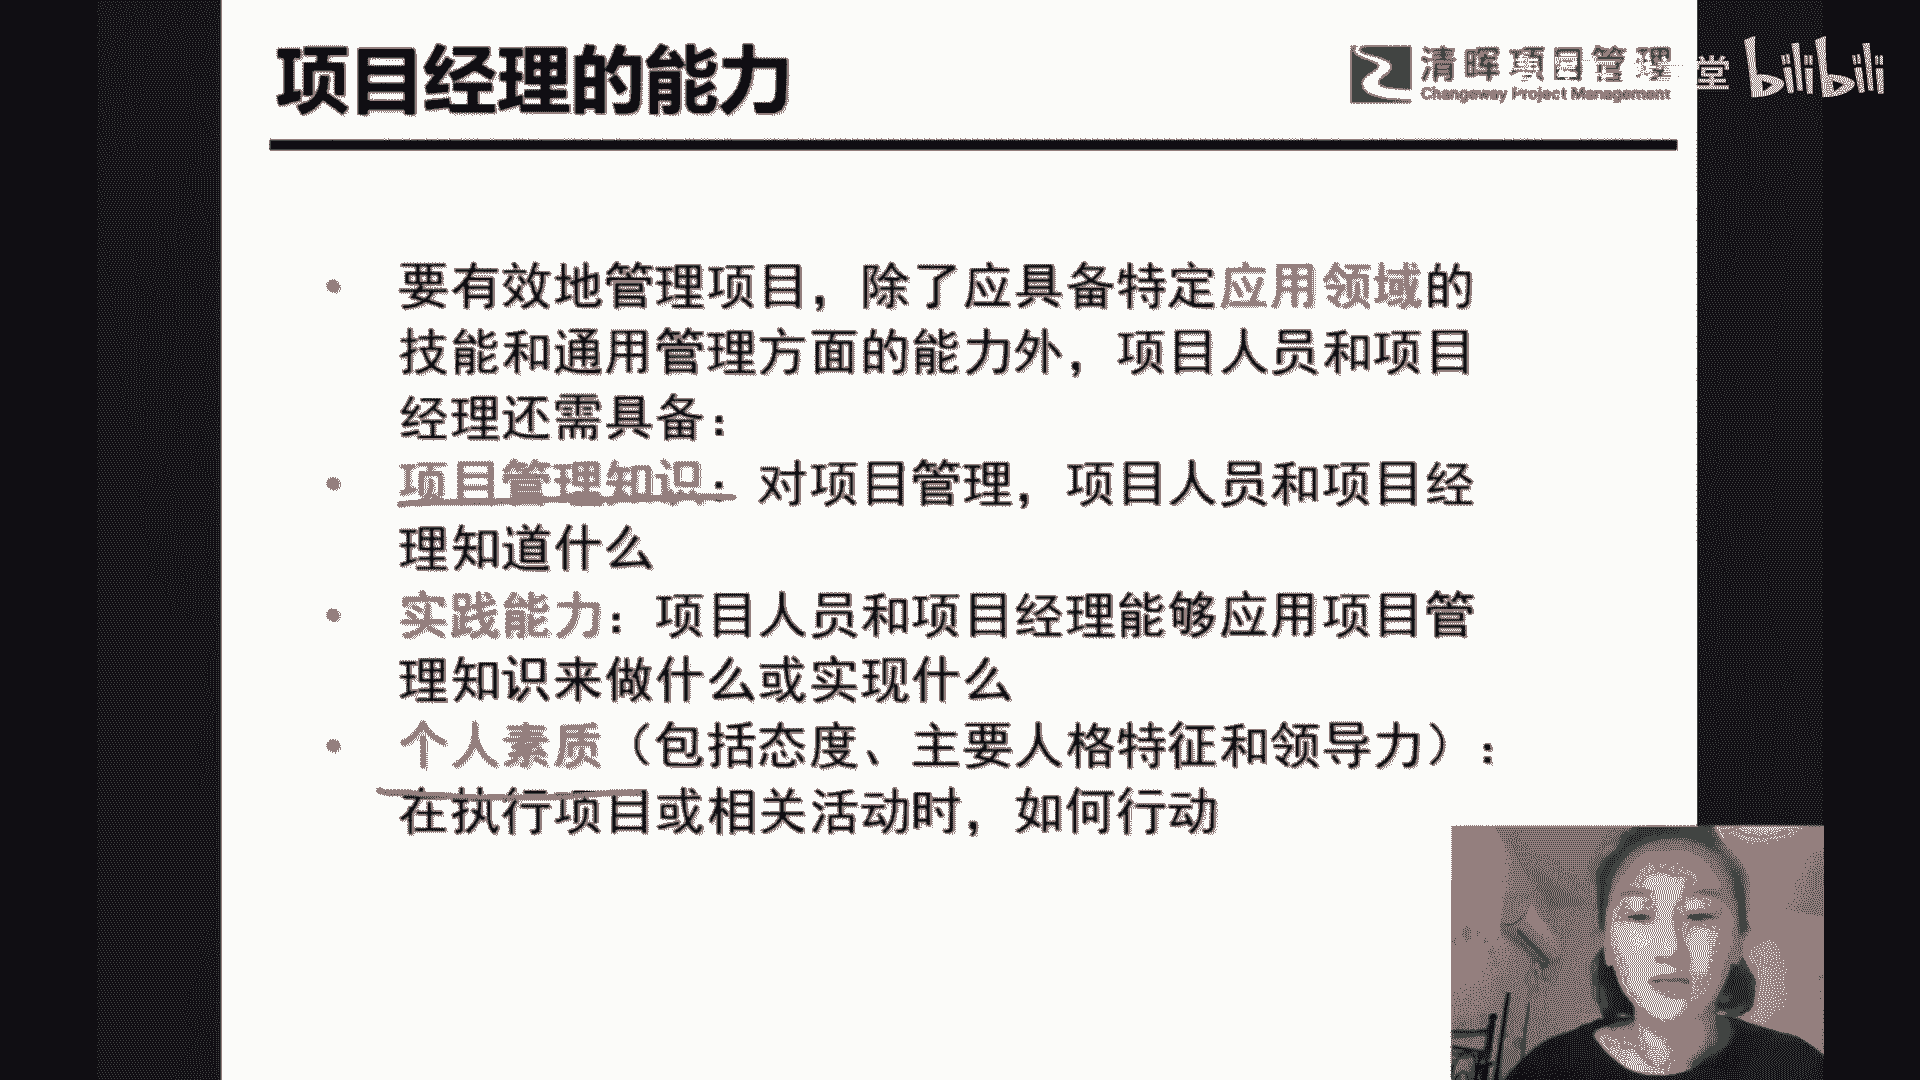 项目经理的能力
清晖项目管理
Changeway Project Management
堂 bilibili
要有效地管理项目，除了应具备特定应用领域的
技能和通用管理方面的能力外，项目人员和项目
经理还需具备：
项目管理知识：对项目管理，项目人员和项目经
理知道什么
实践能力：项目人员和项目经理能够应用项目管
理知识来做什么或实现什么
个人素质（包括态度、主要人格特征和领导力）：
在执行项目或相关活动时，如何行动